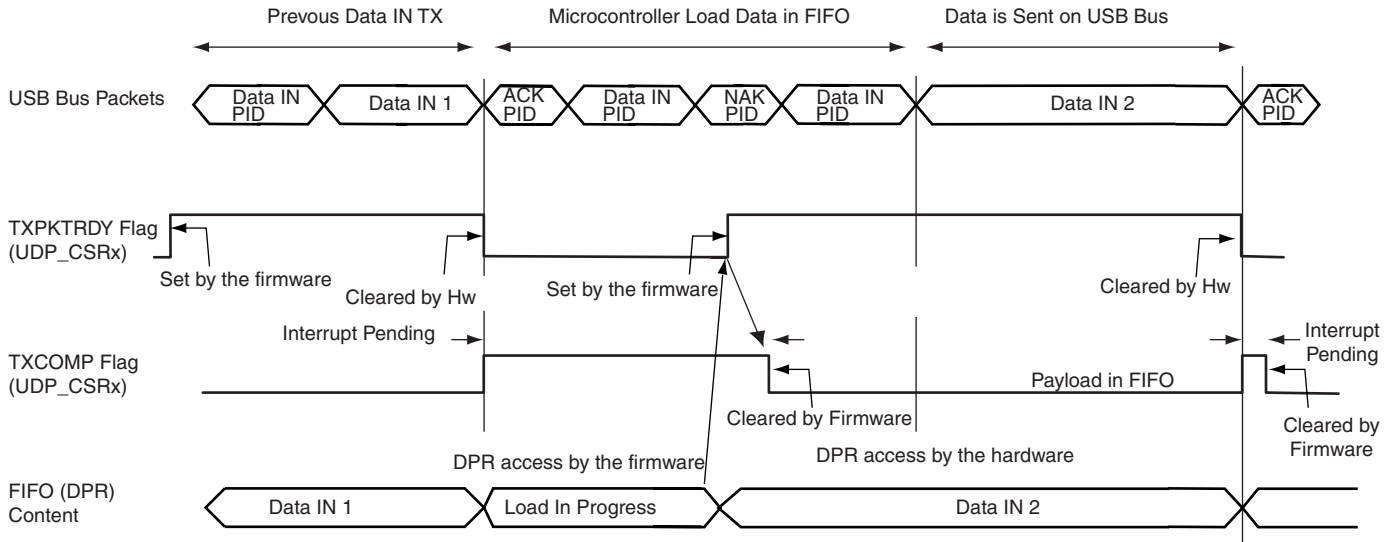 Prevous Data IN TX
Microcontroller Load Data in FIFO
Data is Sent on USB Bus
USB Bus Packets
Data IN
PID
Data IN 1
ACK
PID
Data IN
PID
NAK
PID
Data IN
PID
Data IN 2
ACK
PID
TXPKTRDY Flag
(UDP_CSRx)
Set by the firmware
Cleared by Hw
Set by the firmware
Cleared by Hw
Interrupt Pending
Interrupt
Pending
TXCOMP Flag
(UDP_CSRx)
Payload in FIFO
Cleared by Firmware
Cleared by
Firmware
DPR access by the firmware
DPR access by the hardware
FIFO (DPR)
Content
Data IN 1
Load In Progress
Data IN 2